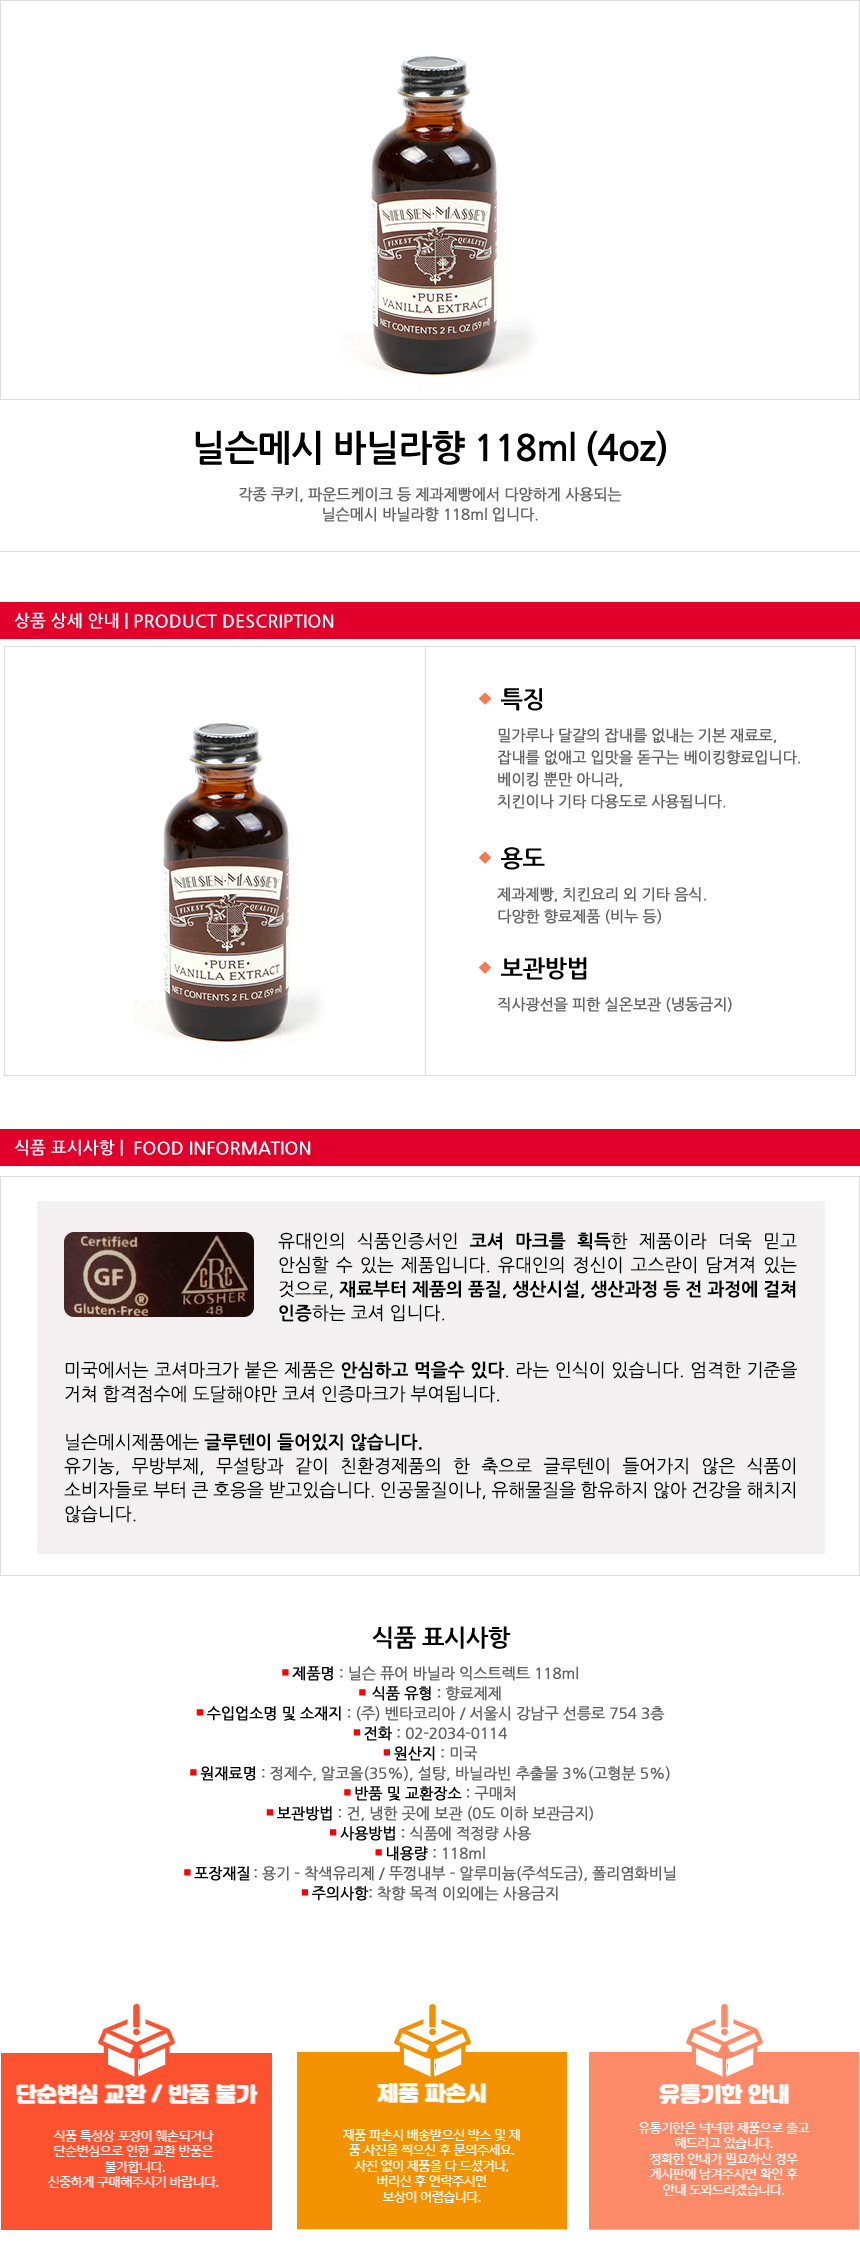 NIELSEN·MASSEY
FINEST QUALITY
·PURE·
VANILLA EXTRACT
NET CONTENTS 2 FL OZ (59 ml)
닐슨메시 바닐라향 118ml (4oz)
각종 쿠키, 파운드케이크 등 제과제빵에서 다양하게 사용되는
닐슨메시 바닐라향 118ml 입니다.
상품 상세 안내 | PRODUCT DESCRIPTION
NIELSEN·MASSEY
FINEST QUALITY
·PURE·
VANILLA EXTRACT
NET CONTENTS 2 FL OZ (59 ml)
특징
밀가루나 달걀의 잡내를 없내는 기본 재료로,
잡내를 없애고 입맛을 돋구는 베이킹향료입니다.
베이킹 뿐만 아니라,
치킨이나 기타 다용도로 사용됩니다.
용도
제과제빵, 치킨요리 외 기타 음식.
다양한 향료제품 (비누 등)
보관방법
직사광선을 피한 실온보관 (냉동금지)
식품 표시사항 | FOOD INFORMATION
Certified
GF
Gluten-Free
®
CRC
KOSHER
48
유대인의 식품인증서인 코셔 마크를 획득한 제품이라 더욱 믿고
안심할 수 있는 제품입니다. 유대인의 정신이 고스란이 담겨져 있는
것으로, 재료부터 제품의 품질, 생산시설, 생산과정 등 전 과정에 걸쳐
인증하는 코셔 입니다.
미국에서는 코셔마크가 붙은 제품은 안심하고 먹을수 있다. 라는 인식이 있습니다. 엄격한 기준을
거쳐 합격점수에 도달해야만 코셔 인증마크가 부여됩니다.
닐슨메시제품에는 글루텐이 들어있지 않습니다.
유기농, 무방부제, 무설탕과 같이 친환경제품의 한 축으로 글루텐이 들어가지 않은 식품이
소비자들로 부터 큰 호응을 받고있습니다. 인공물질이나, 유해물질을 함유하지 않아 건강을 해치지
않습니다.
식품 표시사항
제품명 : 닐슨 퓨어 바닐라 익스트렉트 118ml
식품 유형 : 향료제제
수입업소명 및 소재지 : (주) 벤타코리아 / 서울시 강남구 선릉로 754 3층
전화 : 02-2034-0114
원산지 : 미국
원재료명 : 정제수, 알코올(35%), 설탕, 바닐라빈 추출물 3%(고형분 5%)
반품 및 교환장소 : 구매처
보관방법 : 건, 냉한 곳에 보관 (0도 이하 보관금지)
사용방법 : 식품에 적정량 사용
내용량 : 118ml
포장재질 : 용기 - 착색유리제 / 뚜껑내부 - 알루미늄(주석도금), 폴리염화비닐
주의사항: 착향 목적 이외에는 사용금지
단순변심 교환 / 반품 불가
식품 특성상 포장이 훼손되거나
단순변심으로 인한 교환 반품은
불가합니다.
신중하게 구매해주시기 바랍니다.
제품 파손시
제품 파손시 배송받으신 박스 및 제
품 사진을 찍으신 후 문의주세요.
사진 없이 제품을 다 드셨거나,
버리신 후 연락주시면
보상이 어렵습니다.
유통기한 안내
유통기한은 넉넉한 제품으로 출고
해드리고 있습니다.
정확한 안내가 필요하신 경우
게시판에 남겨주시면 확인 후
안내 도와드리겠습니다.